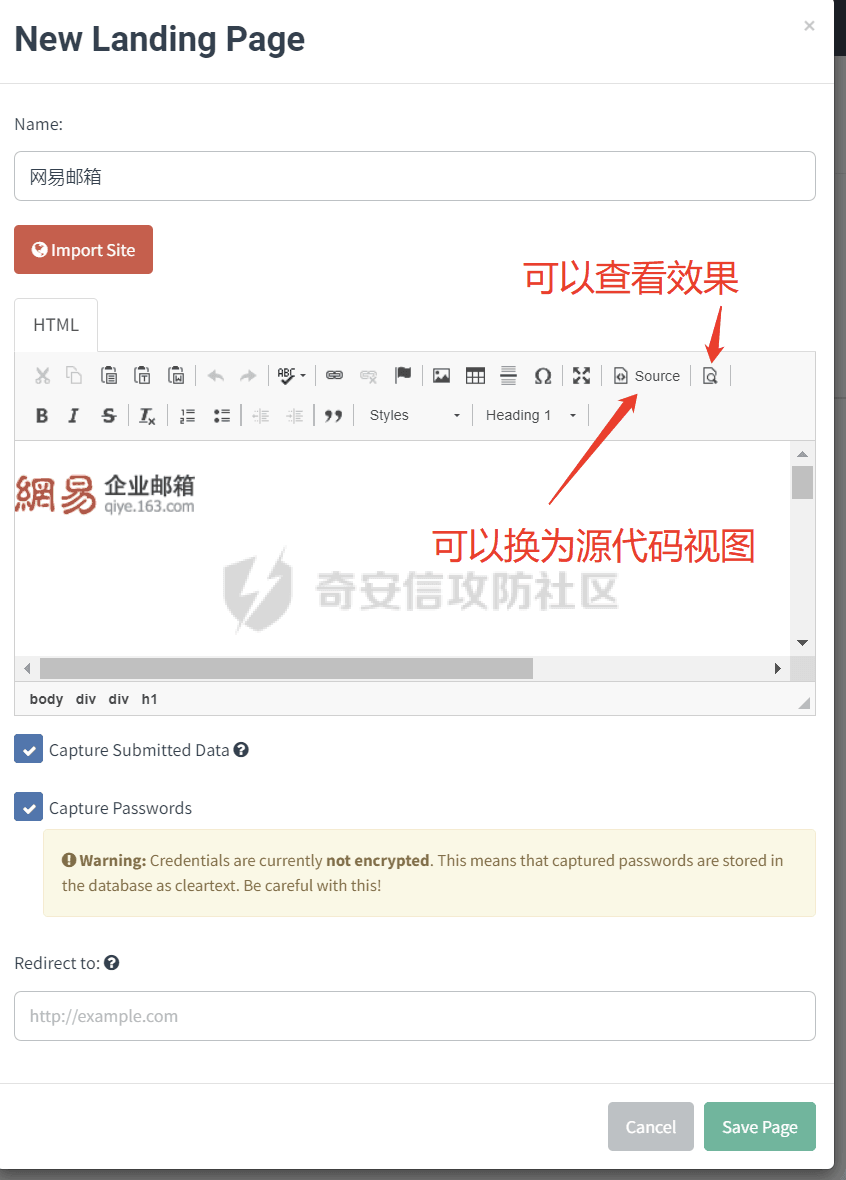 New Landing Page
×
Name:
网易邮箱
Import Site
可以查看效果
HTML
ABC
Source
B I S Tx
Styles
Heading 1
網易 企业邮箱
qiye.163.com
可以换为源代码视图
奇安信攻防社区
body div div h1
Capture Submitted Data
Capture Passwords
Warning: Credentials are currently not encrypted. This means that captured passwords are stored in
the database as cleartext. Be careful with this!
Redirect to:
http://example.com
Cancel
Save Page